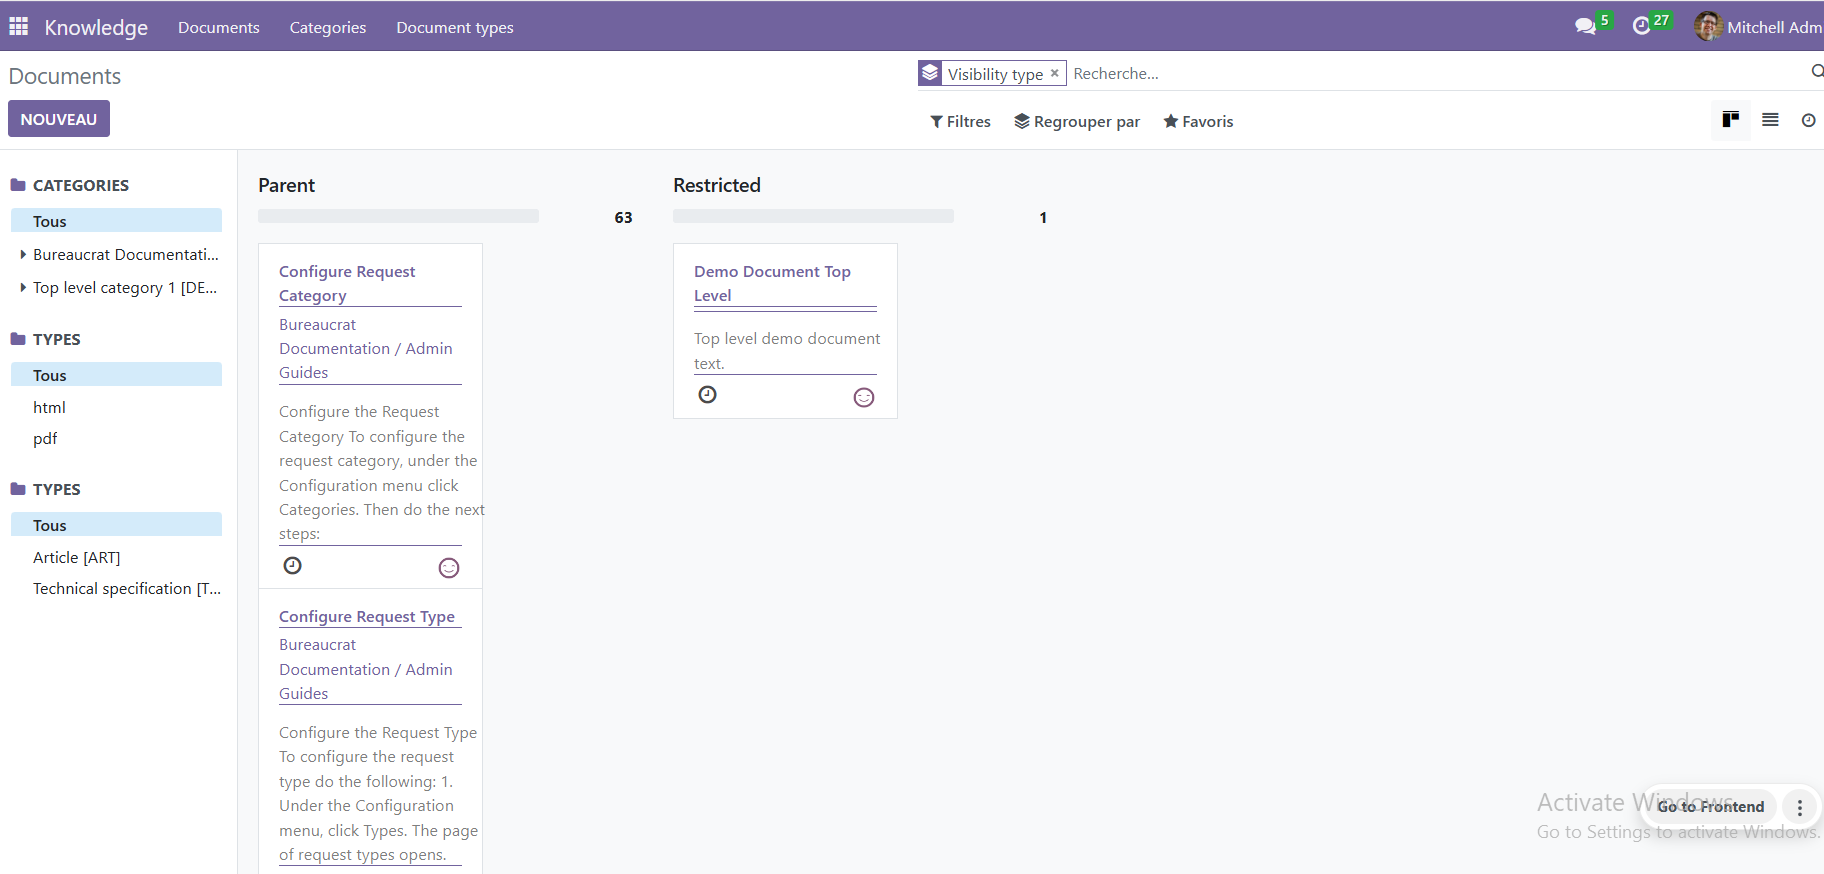 Knowledge
Documents
Categories
Document types
5
27
Mitchell Adm
Documents
Visibility type ×
Recherche...
NOUVEAU
Filtres
Regrouper par
Favoris
CATEGORIES
Tous
Bureaucrat Documentati...
Top level category 1 [DE...
TYPES
Tous
html
pdf
TYPES
Tous
Article [ART]
Technical specification [T...
Parent
63
Configure Request
Category
Bureaucrat
Documentation / Admin
Guides
Configure the Request
Category To configure the
request category, under the
Configuration menu click
Categories. Then do the next
steps:
Configure Request Type
Bureaucrat
Documentation / Admin
Guides
Configure the Request Type
To configure the request
type do the following: 1.
Under the Configuration
menu, click Types. The page
of request types opens.
Restricted
1
Demo Document Top
Level
Top level demo document
text.
Activate Windows
Go to Settings to activate Windows.
Go to Frontend